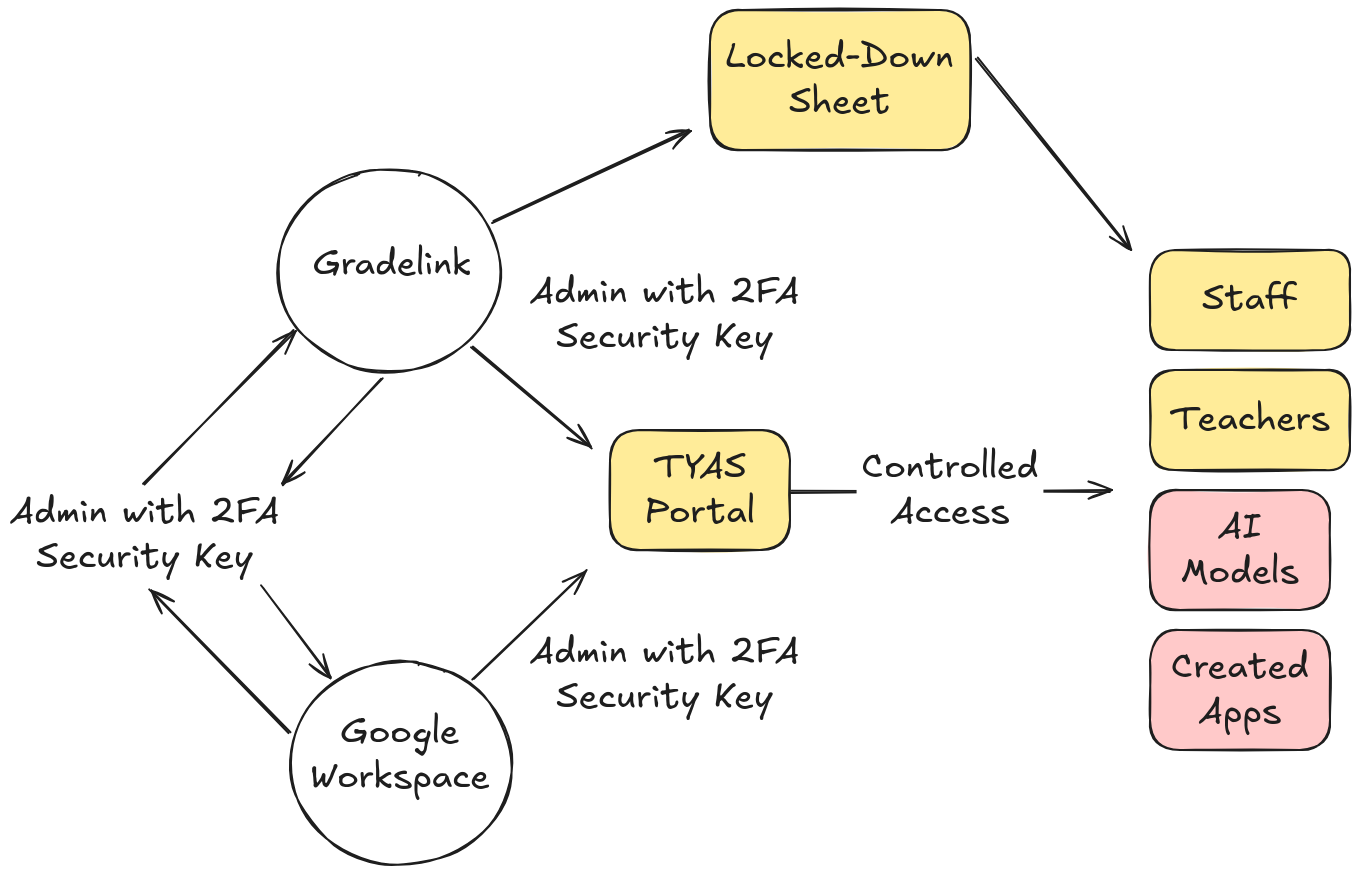 Locked-Down
Sheet
Gradelink
Admin with 2FA
Security Key
Staff
Teachers
TYAS
Portal
Controlled
Access
Admin with 2FA
Security Key
AI
Models
Admin with 2FA
Security Key
Created
Apps
Google
Workspace